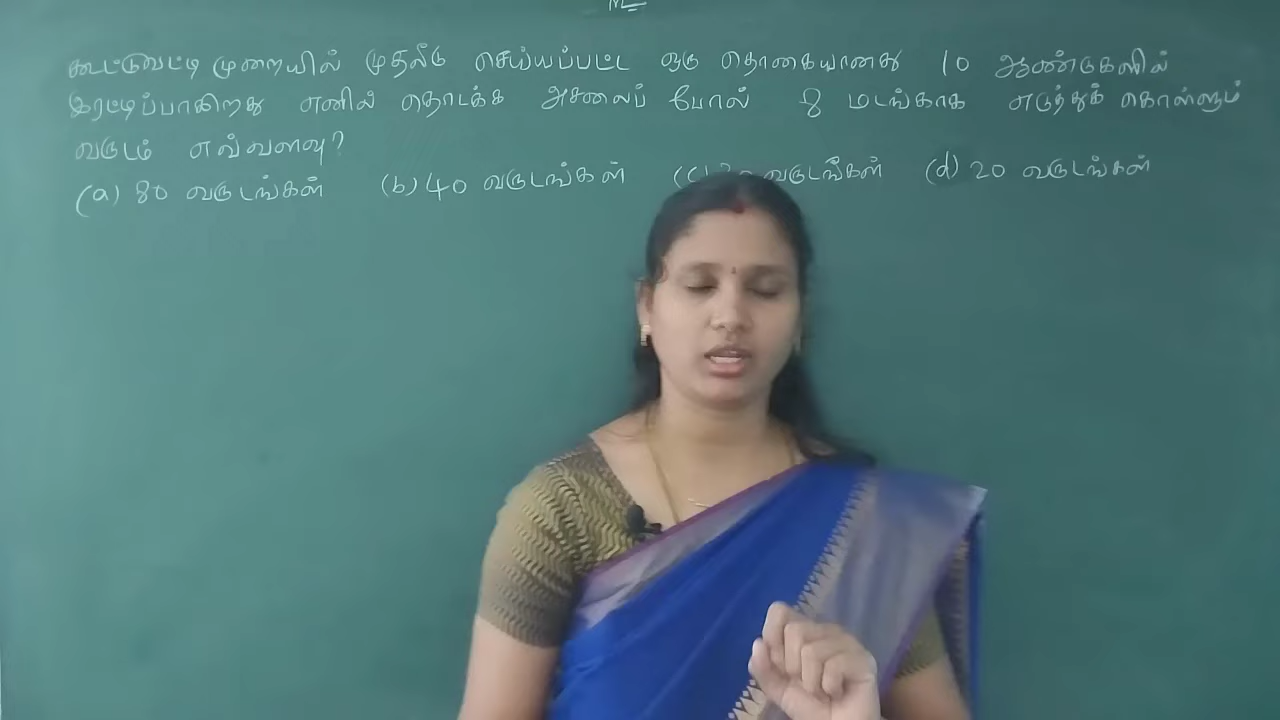 கூட்டுவட்டி முறையில் முதலீடு செய்யப்பட்ட ஒரு தொகையானது 10 ஆண்டுகளில்
இரட்டிப்பாகிறது எனில் தொடக்க அசலைப் போல் 8 மடங்காக எடுத்துக் கொள்ளும்
வருடம் எவ்வளவு?
(a) 80 வருடங்கள் (b) 40 வருடங்கள் (c) வருடங்கள் (d) 20 வருடங்கள்